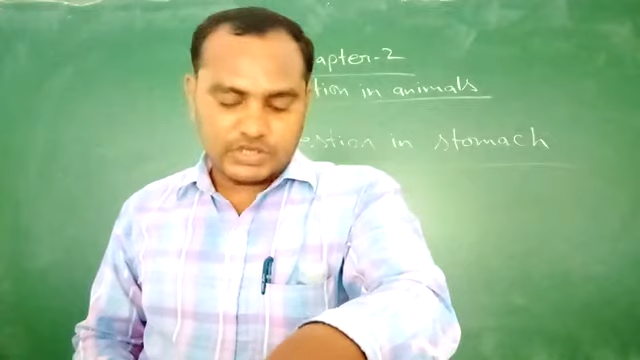 apter-2
tion in animals
estion in stomach